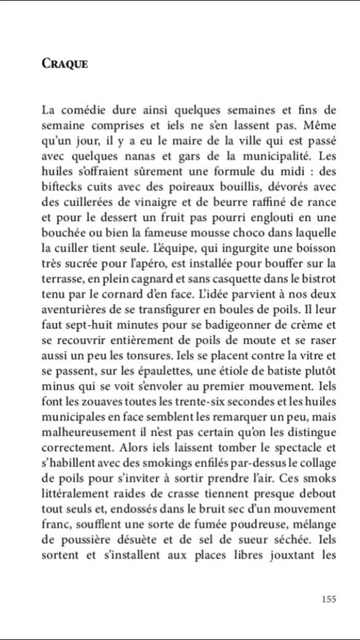 CRAQUE
La comédie dure ainsi quelques semaines et fins de
semaine comprises et iels ne s'en lassent pas. Même
qu'un jour, il y a eu le maire de la ville qui est passé
avec quelques nanas et gars de la municipalité. Les
huiles s'offraient sûrement une formule du midi : des
biftecks cuits avec des poireaux bouillis, dévorés avec
des cuillerées de vinaigre et de beurre raffiné de rance
et pour le dessert un fruit pas pourri englouti en une
bouchée ou bien la fameuse mousse choco dans laquelle
la cuiller tient seule. L'équipe, qui ingurgite une boisson
très sucrée pour l'apéro, est installée pour bouffer sur la
terrasse, en plein cagnard et sans casquette dans le bistrot
tenu par le cornard d'en face. L'idée parvient à nos deux
aventurières de se transfigurer en boules de poils. Il leur
faut sept-huit minutes pour se badigeonner de crème et
se recouvrir entièrement de poils de moute et se raser
aussi un peu les tonsures. Iels se placent contre la vitre et
se passent, sur les épaulettes, une étiole de batiste plutôt
minus qui se voit s'envoler au premier mouvement. Iels
font les zouaves toutes les trente-six secondes et les huiles
municipales en face semblent les remarquer un peu, mais
malheureusement il n'est pas certain qu'on les distingue
correctement. Alors iels laissent tomber le spectacle et
s'habillent avec des smokings enfilés par-dessus le collage
de poils pour s'inviter à sortir prendre l'air. Ces smoks
littéralement raides de crasse tiennent presque debout
tout seuls et, endossés dans le bruit sec d'un mouvement
franc, soufflent une sorte de fumée poudreuse, mélange
de poussière désuète et de sel de sueur séchée. Iels
sortent et s'installent aux places libres jouxtant les
155